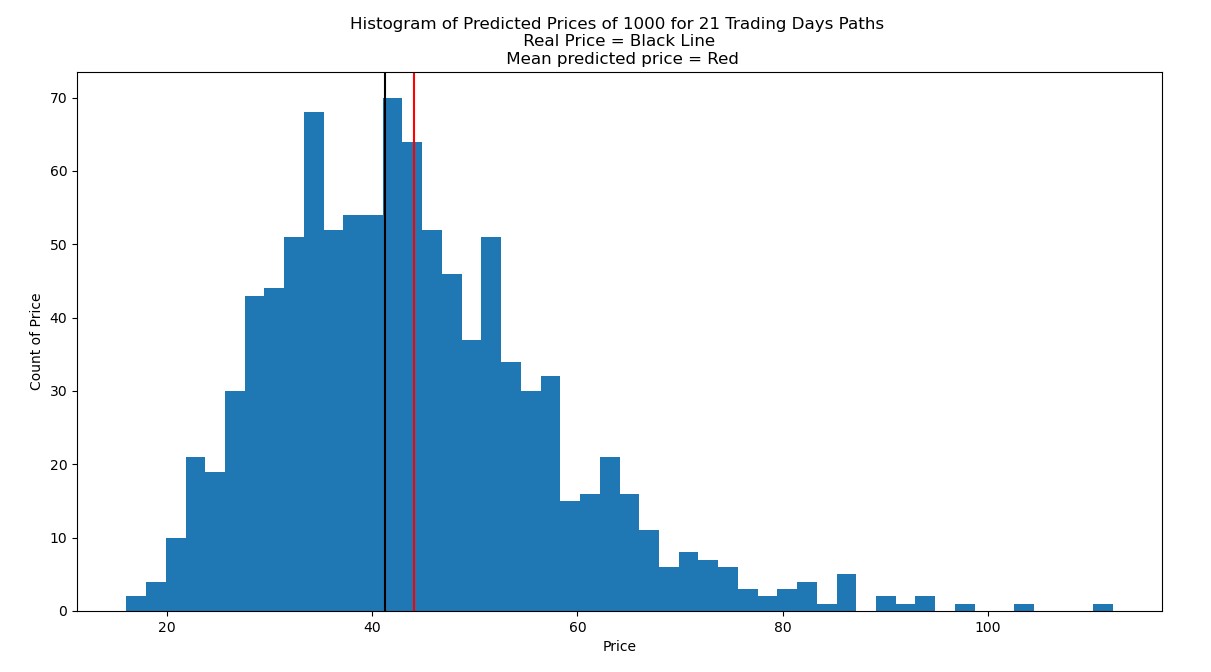 Histogram of Predicted Prices of 1000 for 21 Trading Days Paths
Real Price = Black Line
Mean predicted price = Red
70
60
50
40
30
20
10
0
Count of Price
20 40 60 80 100
Price